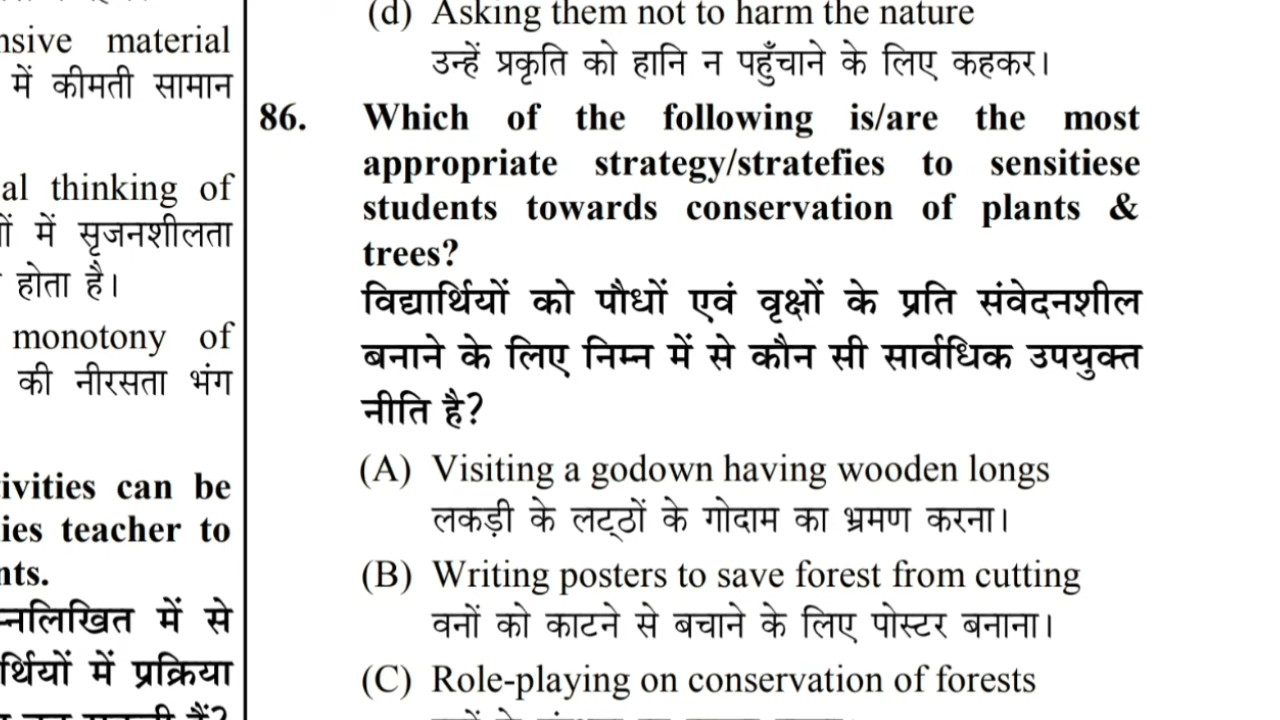 nsive material
में कीमती सामान
al thinking of
ों में सृजनशीलता
होता है।
monotony of
की नीरसता भंग
ivities can be
ies teacher to
nts.
म्नलिखित में से
र्थियों में प्रक्रिया
(d) Asking them not to harm the nature
उन्हें प्रकृति को हानि न पहुँचाने के लिए कहकर।
86. Which of the following is/are the most
appropriate strategy/stratefies to sensitiese
students towards conservation of plants &
trees?
विद्यार्थियों को पौधों एवं वृक्षों के प्रति संवेदनशील
बनाने के लिए निम्न में से कौन सी सार्वधिक उपयुक्त
नीति है?
(A) Visiting a godown having wooden longs
लकड़ी के लट्ठों के गोदाम का भ्रमण करना।
(B) Writing posters to save forest from cutting
वनों को काटने से बचाने के लिए पोस्टर बनाना।
(C) Role-playing on conservation of forests